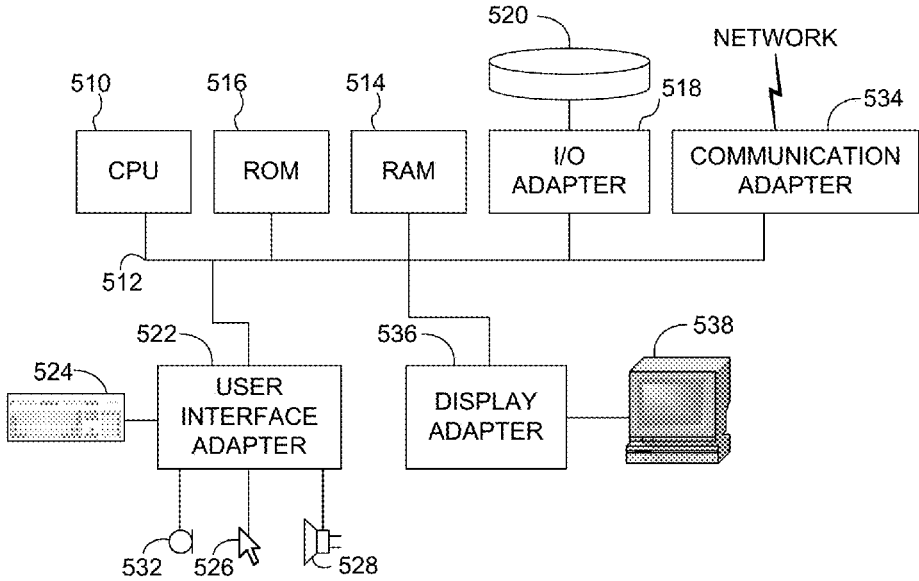 520
NETWORK
510
516
514
518
534
CPU
ROM
RAM
I/O
ADAPTER
COMMUNICATION
ADAPTER
512
522
536
538
524
USER
INTERFACE
ADAPTER
DISPLAY
ADAPTER
532
526
528